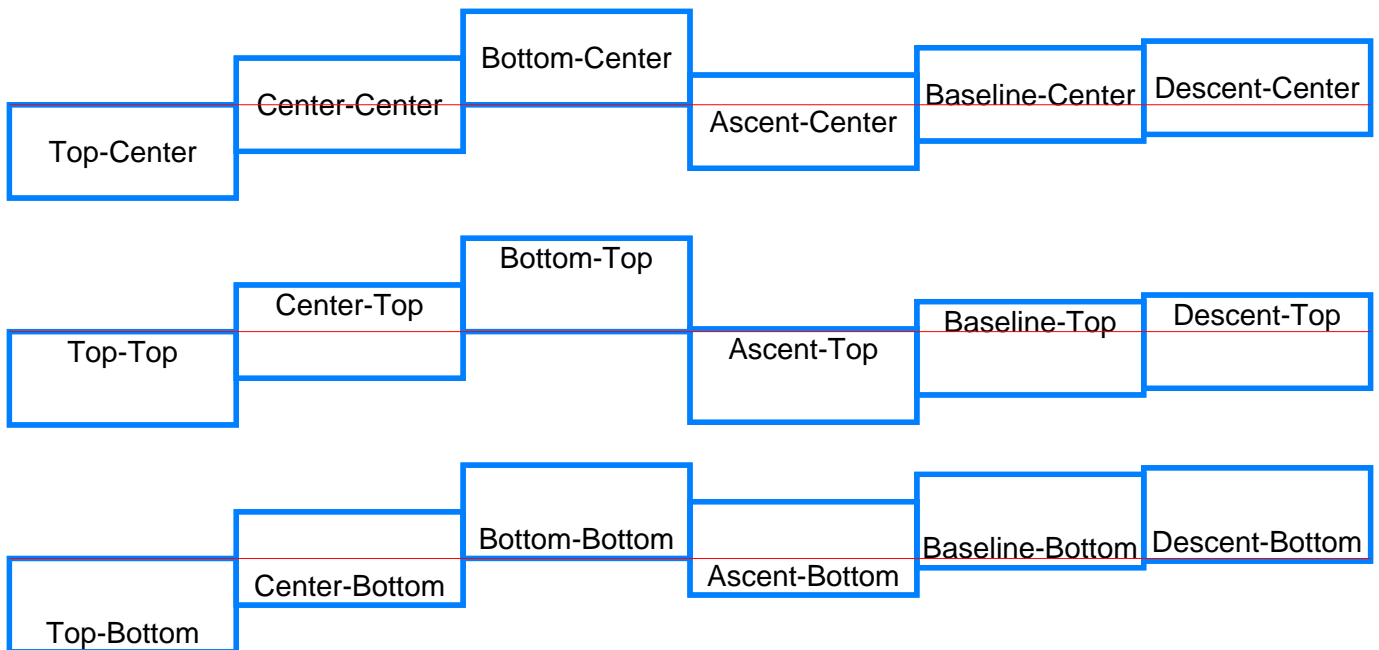 Top-Center Center-Center Bottom-Center Ascent-Center Baseline-Center Descent-Center
Top-Top Center-Top Bottom-Top Ascent-Top Baseline-Top Descent-Top
Top-Bottom Center-Bottom Bottom-Bottom Ascent-Bottom Baseline-Bottom Descent-Bottom